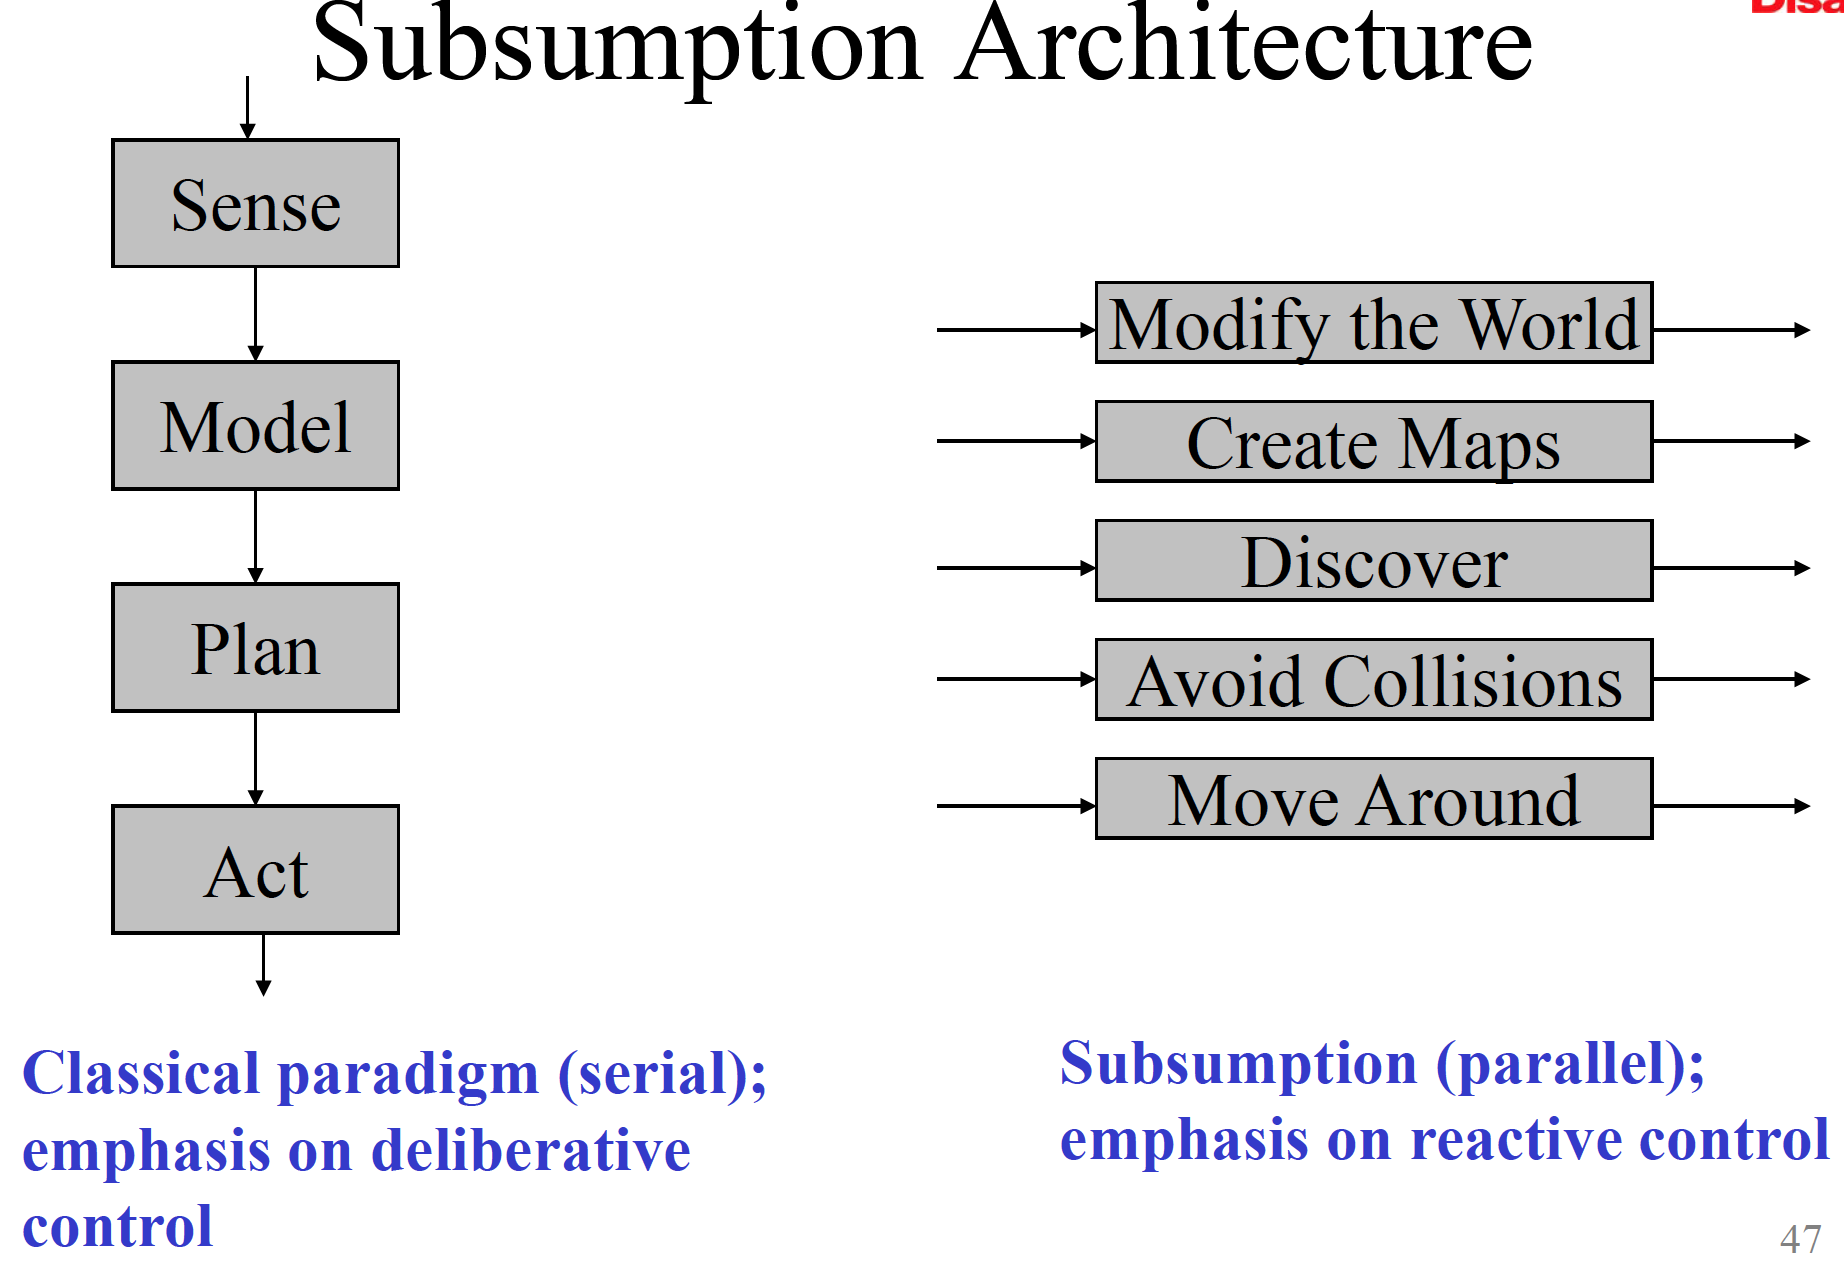 Subsumption Architecture
Sense
Model
Plan
Act
Modify the World
Create Maps
Discover
Avoid Collisions
Move Around
Classical paradigm (serial);
emphasis on deliberative
control
Subsumption (parallel);
emphasis on reactive control
47